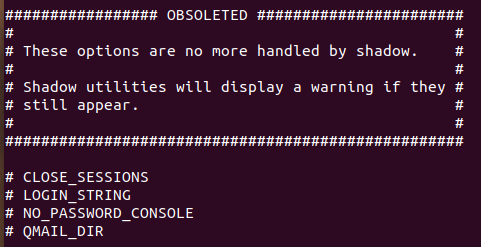 ################# OBSOLETED #######################
#                                                 #
# These options are no more handled by shadow.    #
#                                                 #
# Shadow utilities will display a warning if they #
# still appear.                                   #
#                                                 #
###################################################

# CLOSE_SESSIONS
# LOGIN_STRING
# NO_PASSWORD_CONSOLE
# QMAIL_DIR